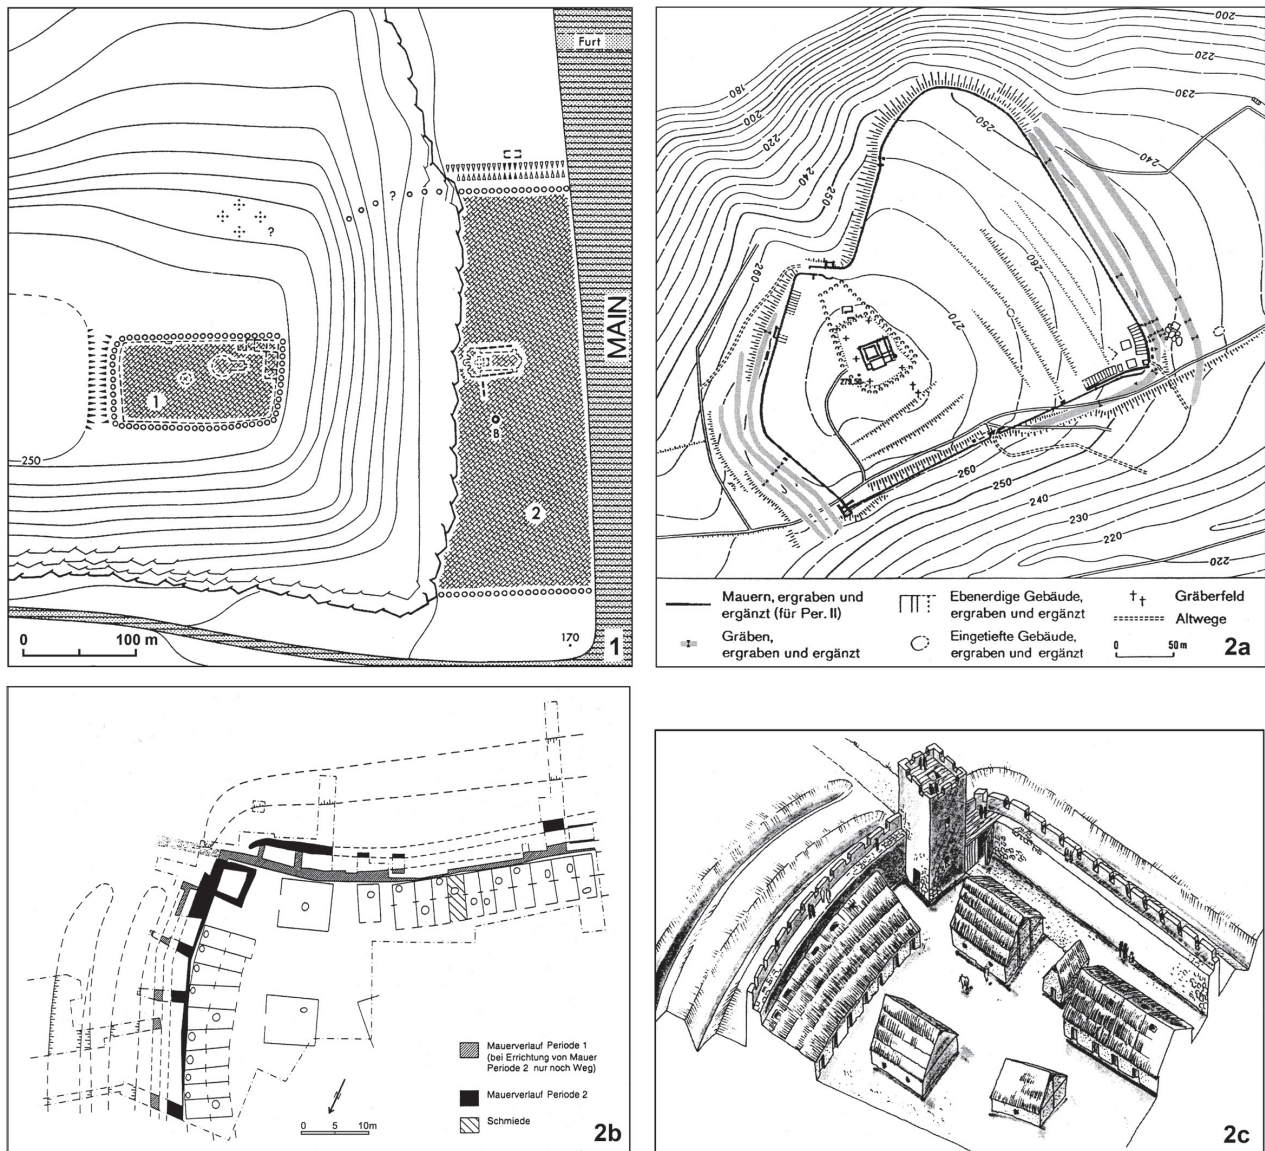 Furt
MAIN
?
?
1
B
2
250
0 100 m
170
1
200
220
230
180
200
220
240
250
250
240
260
260
270
279,50
260
250
240
230
220
220
Mauern, ergraben und
ergänzt (für Per. II)
Gräben,
ergraben und ergänzt
Ebenerdige Gebäude,
ergraben und ergänzt
Eingetiefte Gebäude,
ergraben und ergänzt
Gräberfeld
Altwege
0 50 m
2a
Mauerverlauf Periode 1
(bei Errichtung von Mauer
Periode 2 nur noch Weg)
Mauerverlauf Periode 2
Schmiede
0 5 10m
2b
2c